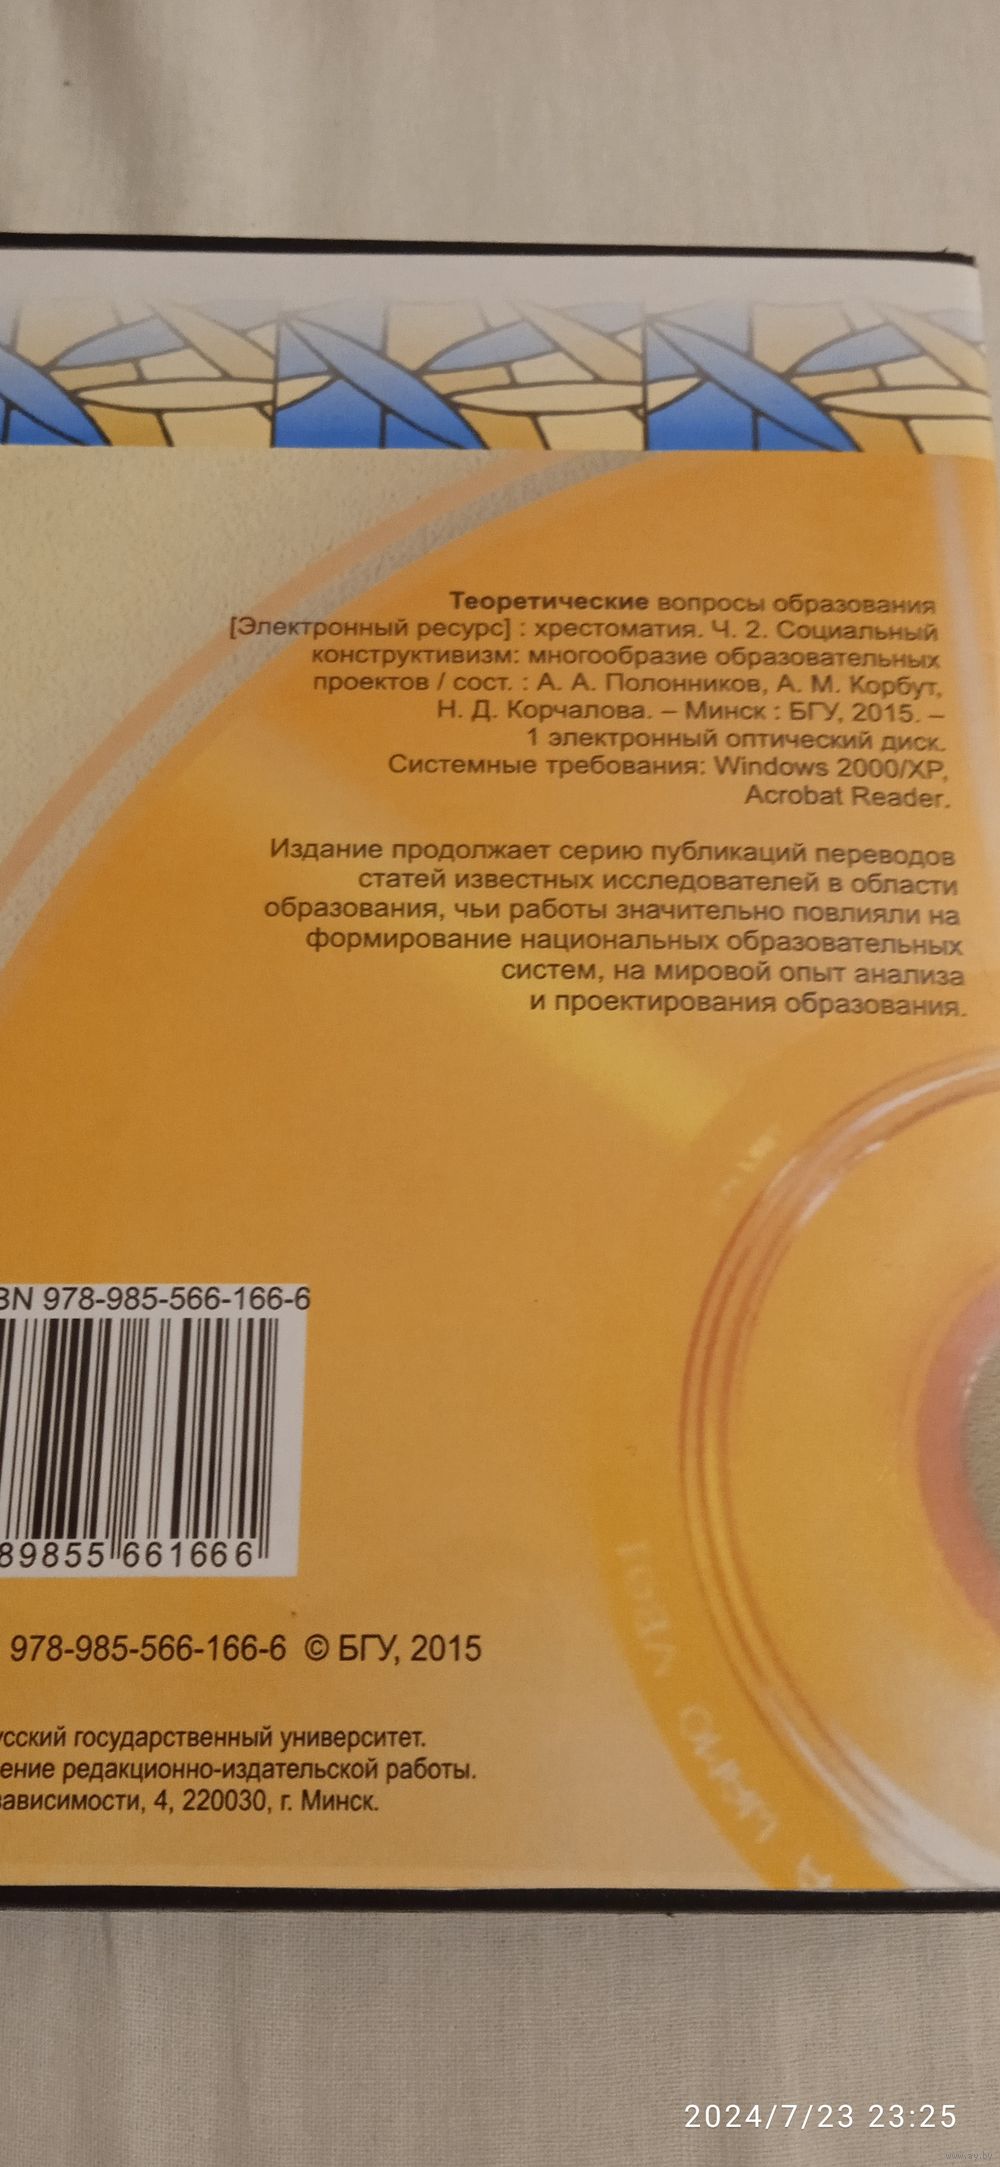 Теоретические вопросы образования
[Электронный ресурс] : хрестоматия. Ч. 2. Социальный
конструктивизм: многообразие образовательных
проектов / сост. : А. А. Полонников, А. М. Корбут,
Н. Д. Корчалова. – Минск : БГУ, 2015. –
1 электронный оптический диск.
Системные требования: Windows 2000/XP,
Acrobat Reader.
Издание продолжает серию публикаций переводов
статей известных исследователей в области
образования, чьи работы значительно повлияли на
формирование национальных образовательных
систем, на мировой опыт анализа
и проектирования образования.
BN 978-985-566-166-6
89855 661666
978-985-566-166-6 © БГУ, 2015
усский государственный университет.
ение редакционно-издательской работы.
зависимости, 4, 220030, г. Минск.
2024/7/23 23:25
www.ay.by